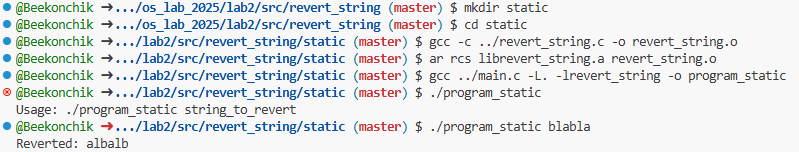 @Beekonchik ➜.../os_lab_2025/lab2/src/revert_string (master) $ mkdir static
@Beekonchik ➜.../os_lab_2025/lab2/src/revert_string (master) $ cd static
@Beekonchik ➜.../lab2/src/revert_string/static (master) $ gcc -c ../revert_string.c -o revert_string.o
@Beekonchik ➜.../lab2/src/revert_string/static (master) $ ar rcs librevert_string.a revert_string.o
@Beekonchik ➜.../lab2/src/revert_string/static (master) $ gcc ../main.c -L. -lrevert_string -o program_static
@Beekonchik ➜.../lab2/src/revert_string/static (master) $ ./program_static
Usage: ./program_static string_to_revert
@Beekonchik ➜.../lab2/src/revert_string/static (master) $ ./program_static blabla
Reverted: albalb